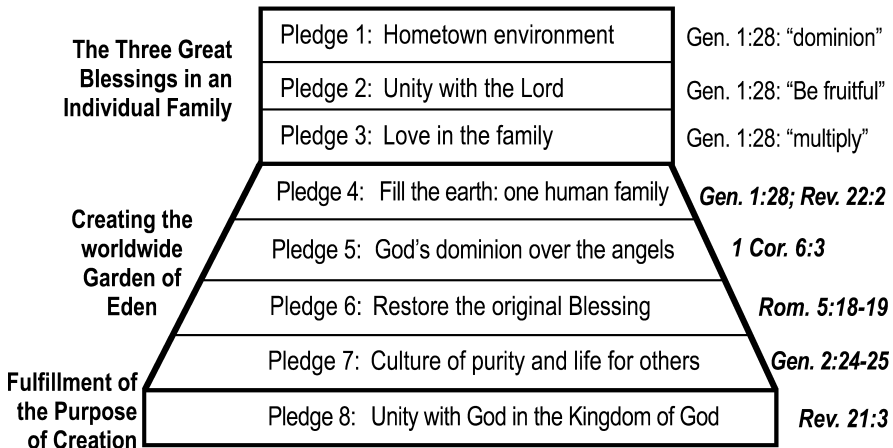 The Three Great
Blessings in an
Individual Family
Pledge 1: Hometown environment
Gen. 1:28: “dominion”
Pledge 2: Unity with the Lord
Gen. 1:28: “Be fruitful”
Pledge 3: Love in the family
Gen. 1:28: “multiply”
Creating the
worldwide
Garden of
Eden
Pledge 4: Fill the earth: one human family
Gen. 1:28; Rev. 22:2
Pledge 5: God’s dominion over the angels
1 Cor. 6:3
Pledge 6: Restore the original Blessing
Rom. 5:18-19
Pledge 7: Culture of purity and life for others
Gen. 2:24-25
Fulfillment of
the Purpose
of Creation
Pledge 8: Unity with God in the Kingdom of God
Rev. 21:3